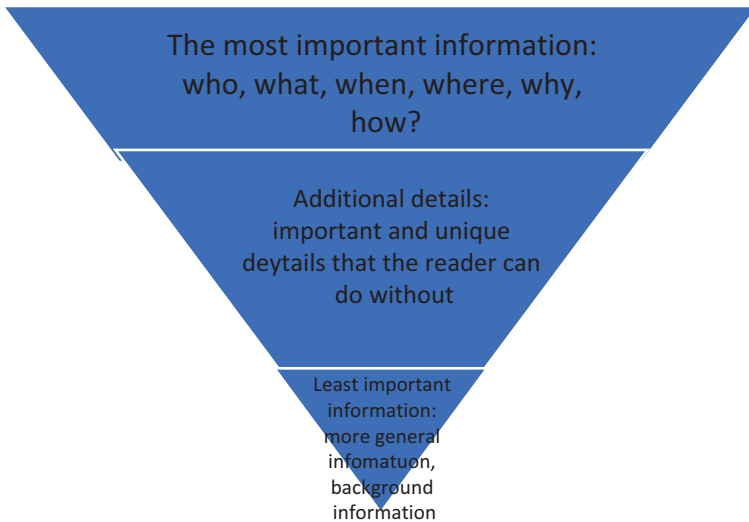 The most important information:
who, what, when, where, why,
how?
Additional details:
important and unique
deytails that the reader can
do without
Least important
information:
more general
infomatuon,
background
information